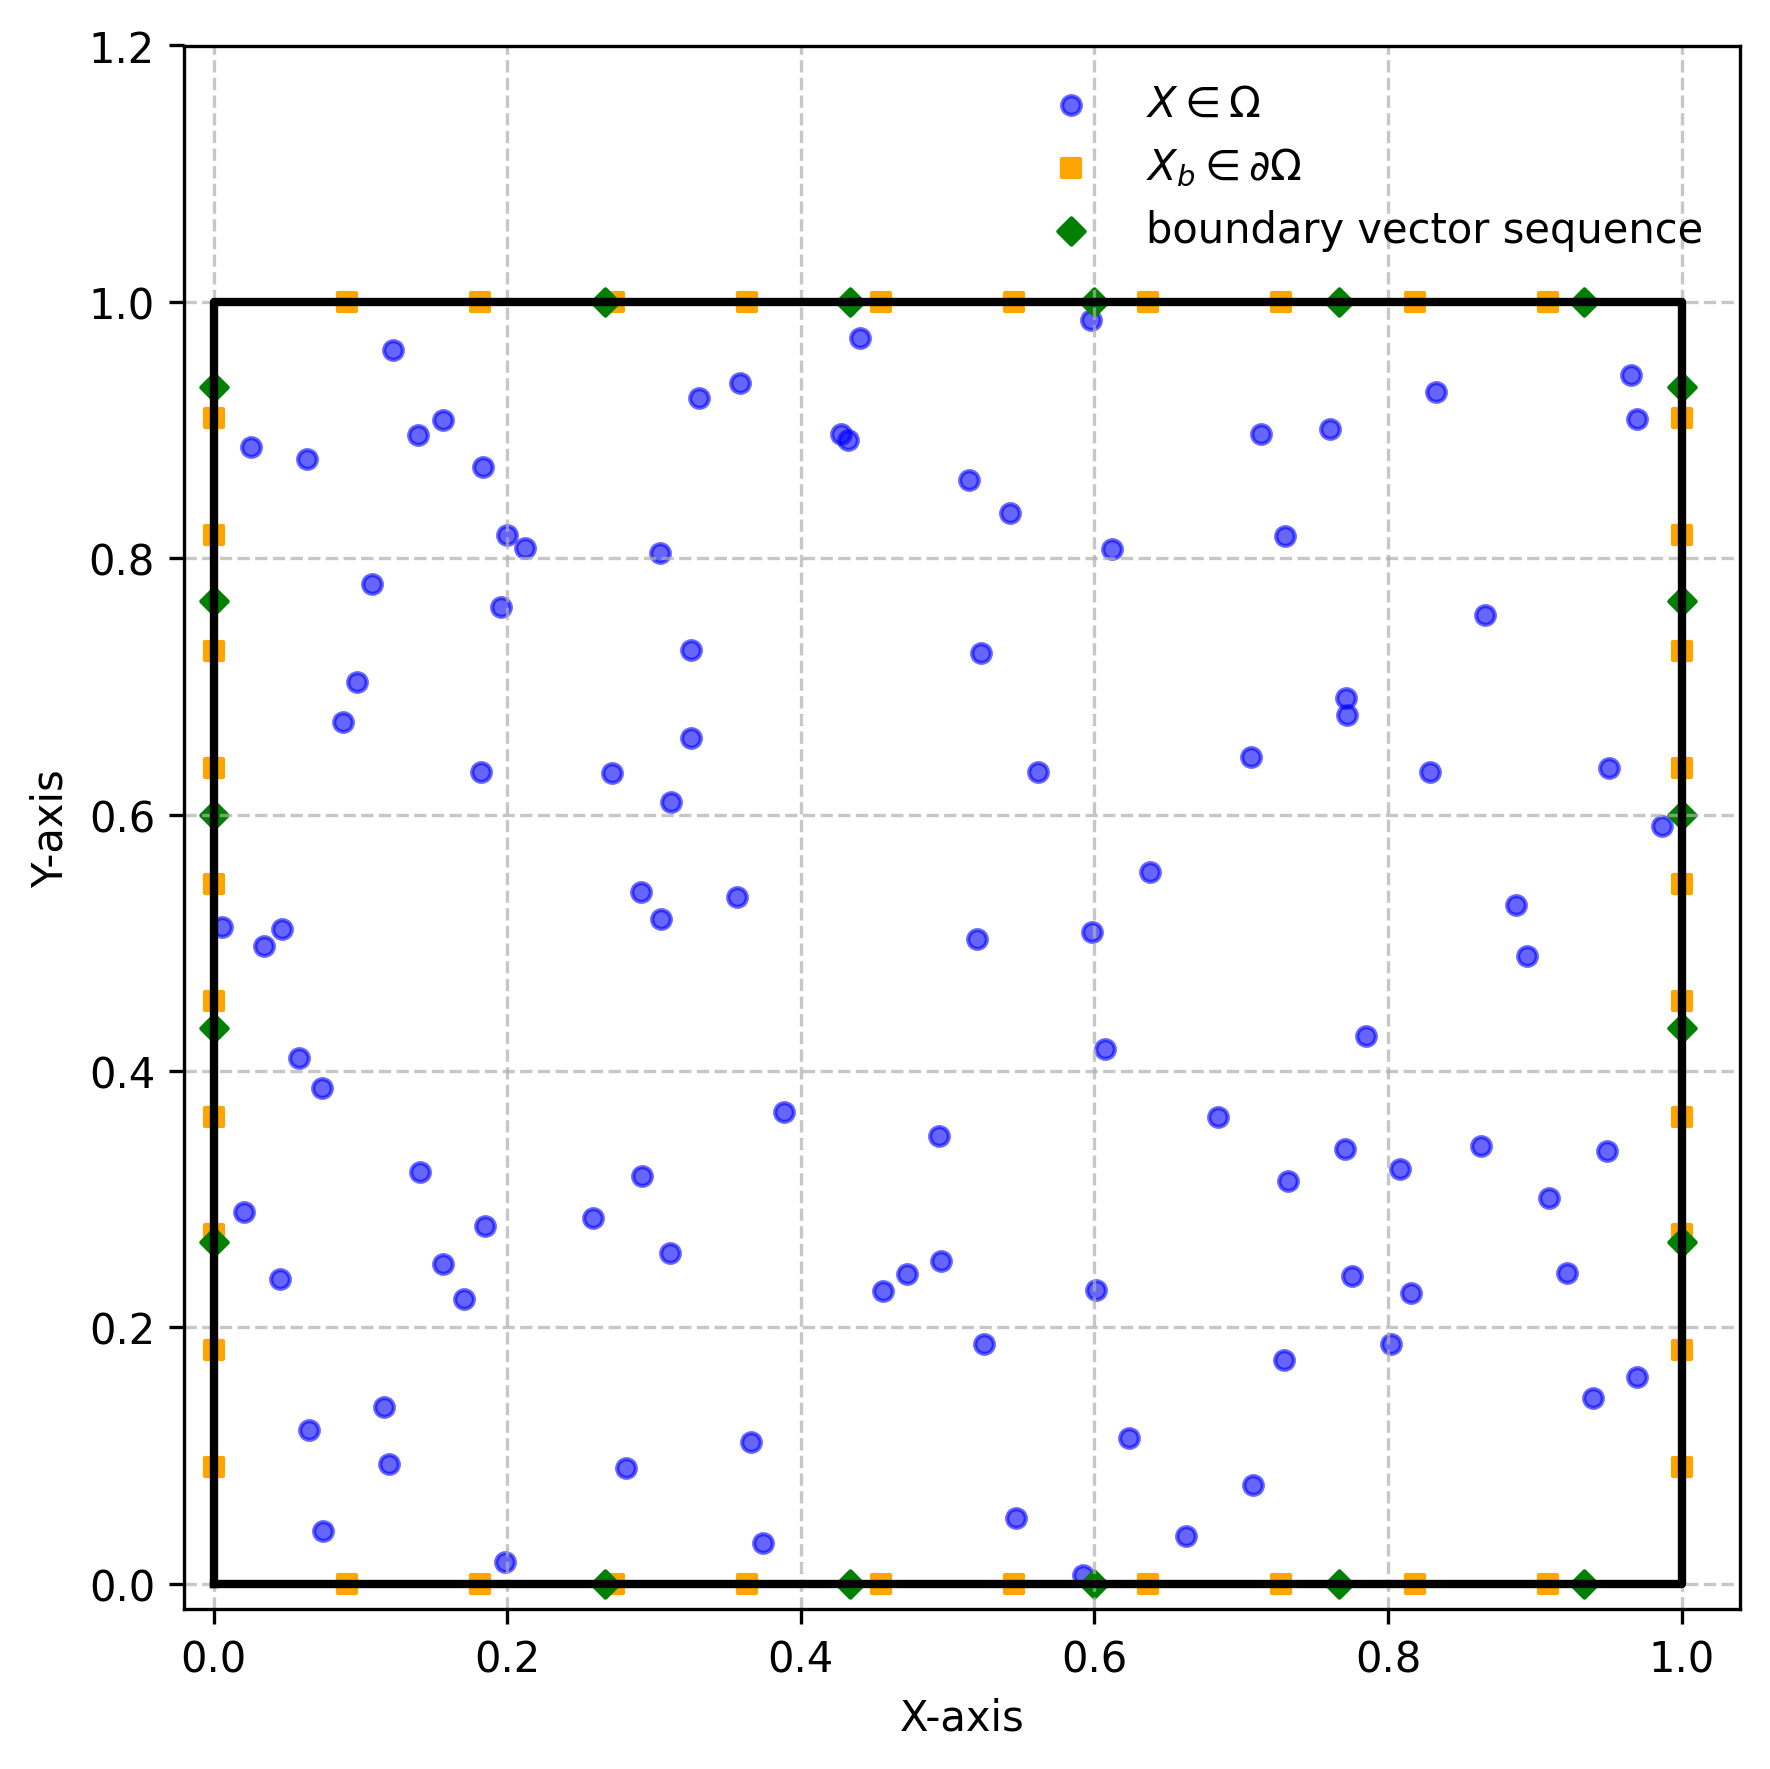 1.2
X ∈ Ω
X_b ∈ ∂Ω
boundary vector sequence
1.0
0.8
0.6
0.4
0.2
0.0
Y-axis
0.0 0.2 0.4 0.6 0.8 1.0
X-axis